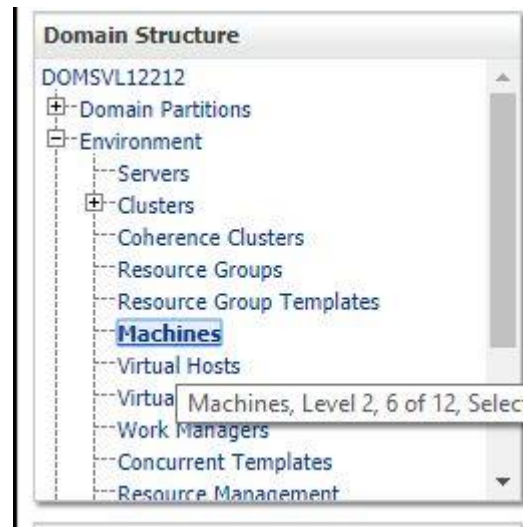 Domain Structure
DOMSVL12212
Domain Partitions
Environment
Servers
Clusters
Coherence Clusters
Resource Groups
Resource Group Templates
Machines
Virtual Hosts
Virtua
Machines, Level 2, 6 of 12, Selec
Work Managers
Concurrent Templates
Resource Management